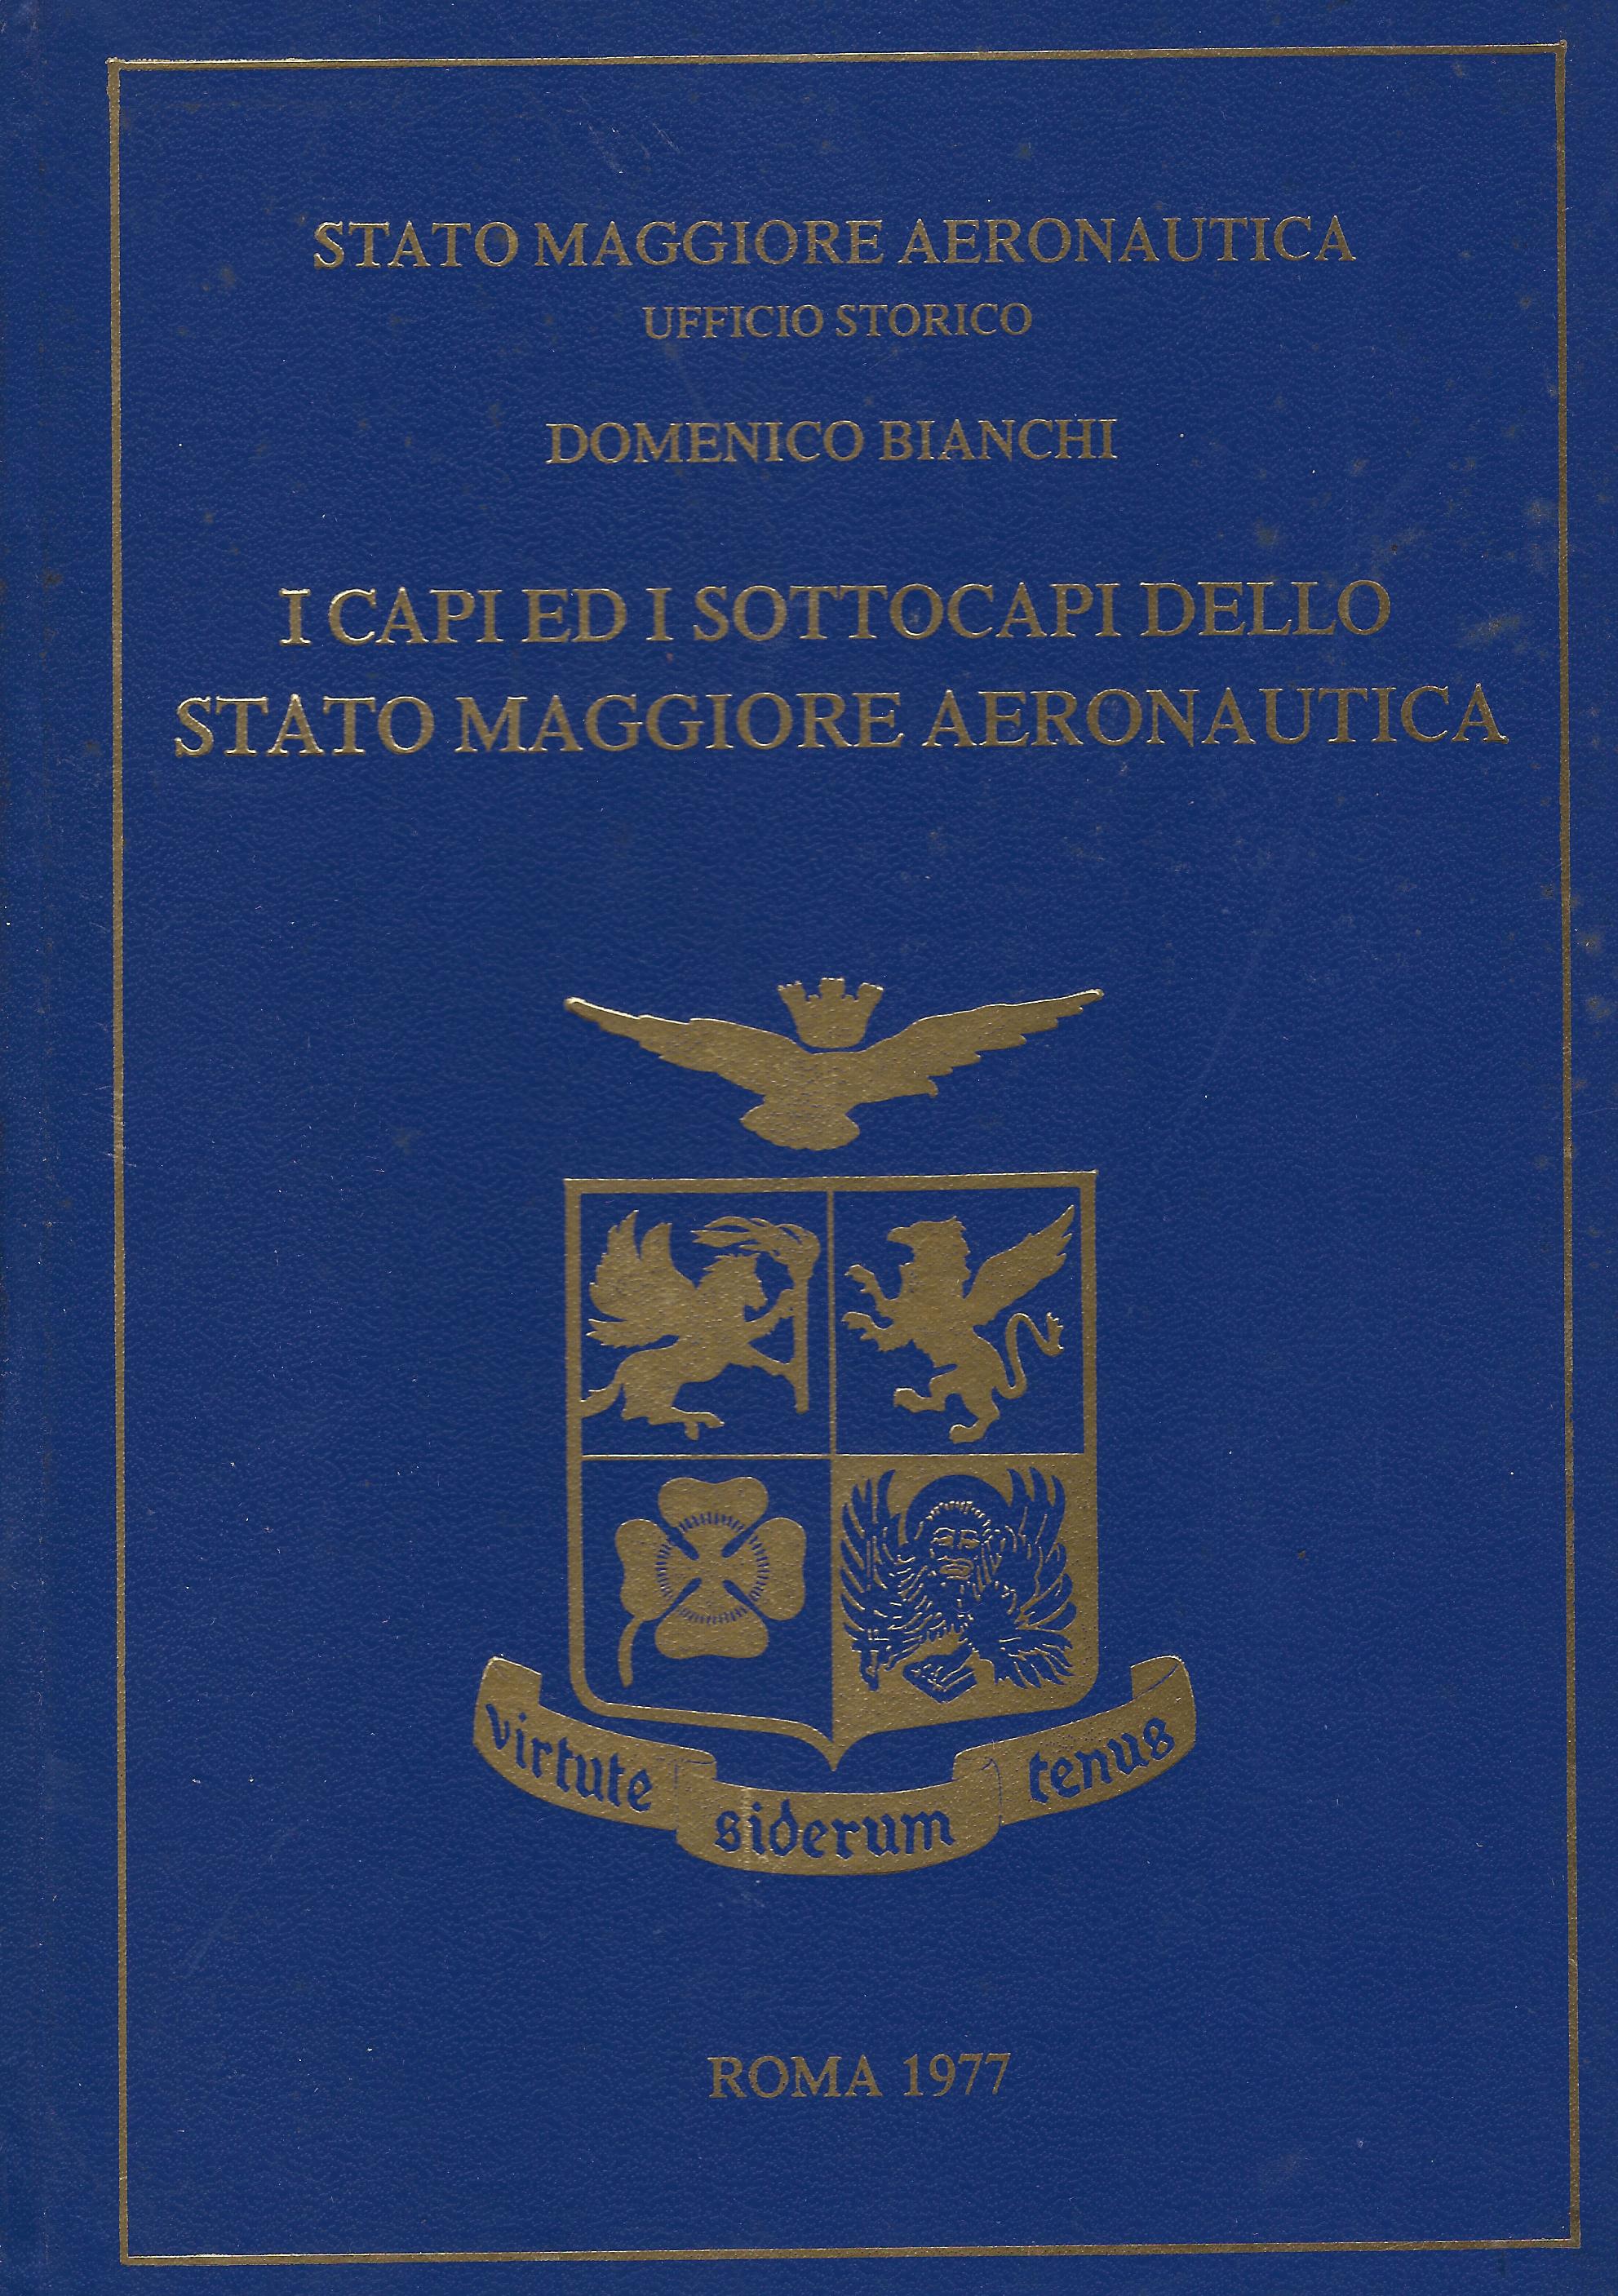 STATO MAGGIORE AERONAUTICA
UFFICIO STORICO
DOMENICO BIANCHI
I CAPI ED I SOTTOCAPI DELLO
STATO MAGGIORE AERONAUTICA
virtute siderum tenus
ROMA 1977